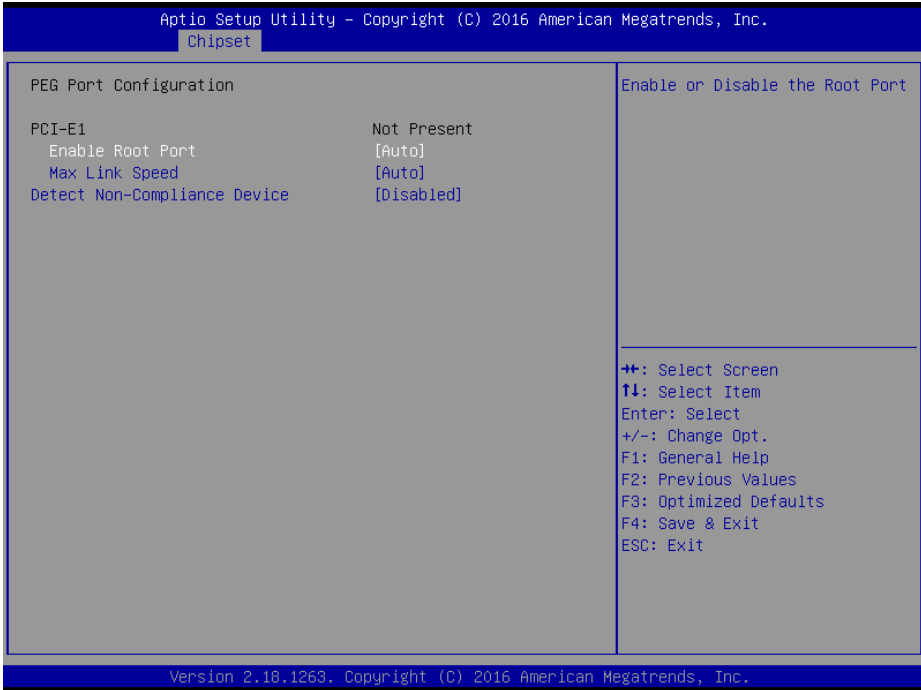 Aptio Setup Utility – Copyright (C) 2016 American Megatrends, Inc.
Chipset
PEG Port Configuration
PCI-E1 Not Present
Enable Root Port [Auto]
Max Link Speed [Auto]
Detect Non-Compliance Device [Disabled]
Enable or Disable the Root Port
→←: Select Screen
↑↓: Select Item
Enter: Select
+/-: Change Opt.
F1: General Help
F2: Previous Values
F3: Optimized Defaults
F4: Save & Exit
ESC: Exit
Version 2.18.1263. Copyright (C) 2016 American Megatrends, Inc.